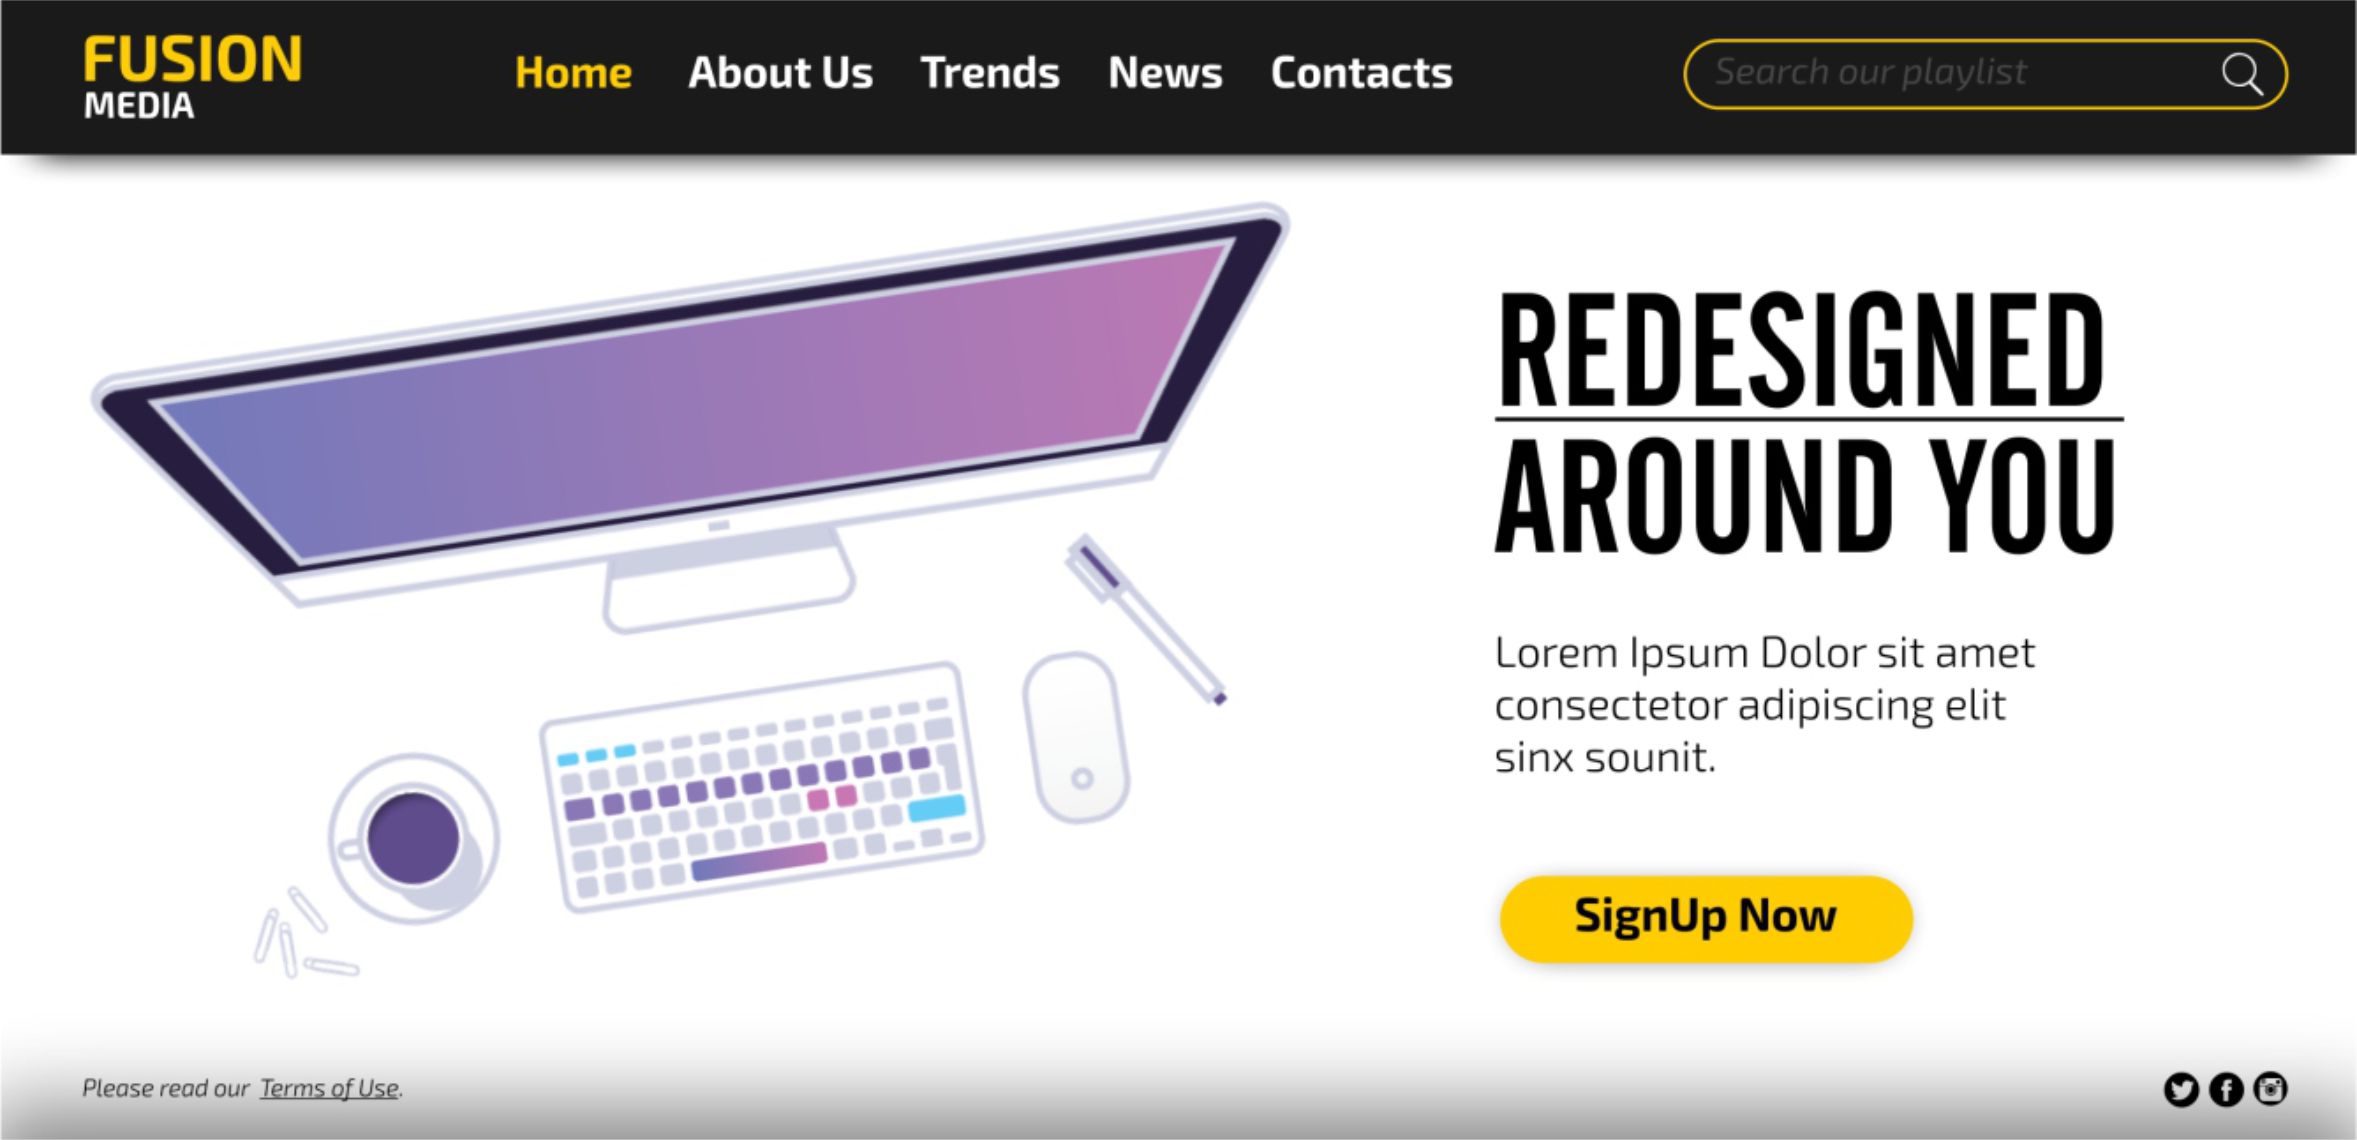 FUSION
MEDIA
Home About Us Trends News Contacts
Search our playlist
REDESIGNED
AROUND YOU
Lorem Ipsum Dolor sit amet
consectetor adipiscing elit
sinx sounit.
SignUp Now
Please read our Terms of Use.